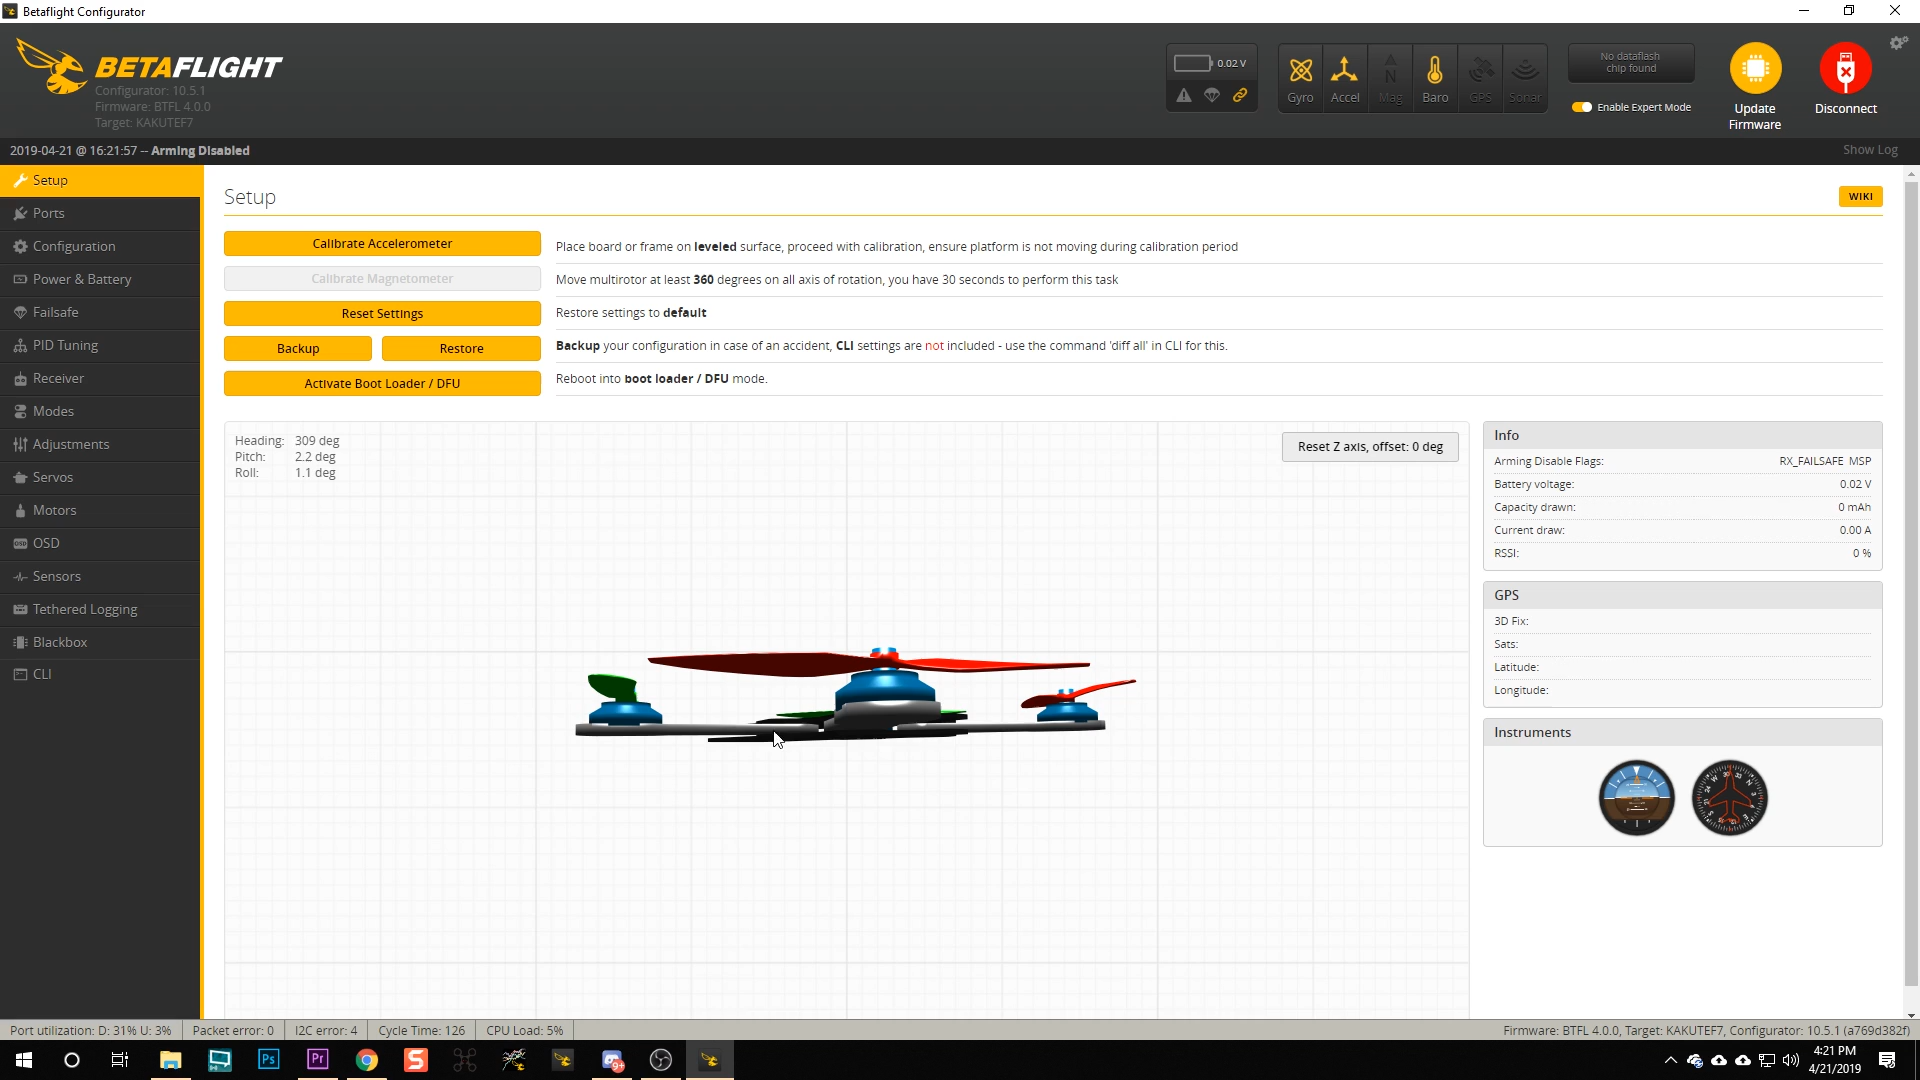 Betaflight Configurator
BETAFLIGHT
Configurator: 10.5.1
Firmware: BTFL 4.0.0
Target: KAKUTEF7
0.02 V
Gyro
Accel
Mag
Baro
GPS
Sonar
No dataflash
chip found
Enable Expert Mode
Update
Firmware
Disconnect
2019-04-21 @ 16:21:57 -- Arming Disabled
Show Log
Setup
Ports
Configuration
Power & Battery
Failsafe
PID Tuning
Receiver
Modes
Adjustments
Servos
Motors
OSD
Sensors
Tethered Logging
Blackbox
CLI
Setup
WIKI
Calibrate Accelerometer
Place board or frame on leveled surface, proceed with calibration, ensure platform is not moving during calibration period
Calibrate Magnetometer
Move multirotor at least 360 degrees on all axis of rotation, you have 30 seconds to perform this task
Reset Settings
Restore settings to default
Backup
Restore
Backup your configuration in case of an accident, CLI settings are not included - use the command 'diff all' in CLI for this.
Activate Boot Loader / DFU
Reboot into boot loader / DFU mode.
Heading: 309 deg
Pitch: 2.2 deg
Roll: 1.1 deg
Reset Z axis, offset: 0 deg
Info
Arming Disable Flags: RX_FAILSAFE MSP
Battery voltage: 0.02 V
Capacity drawn: 0 mAh
Current draw: 0.00 A
RSSI: 0 %
GPS
3D Fix:
Sats:
Latitude:
Longitude:
Instruments
Port utilization: D: 31% U: 3%
Packet error: 0
I2C error: 4
Cycle Time: 126
CPU Load: 5%
Firmware: BTFL 4.0.0, Target: KAKUTEF7, Configurator: 10.5.1 (a769d382f)
Ps
Pr
S
9+
4:21 PM
4/21/2019